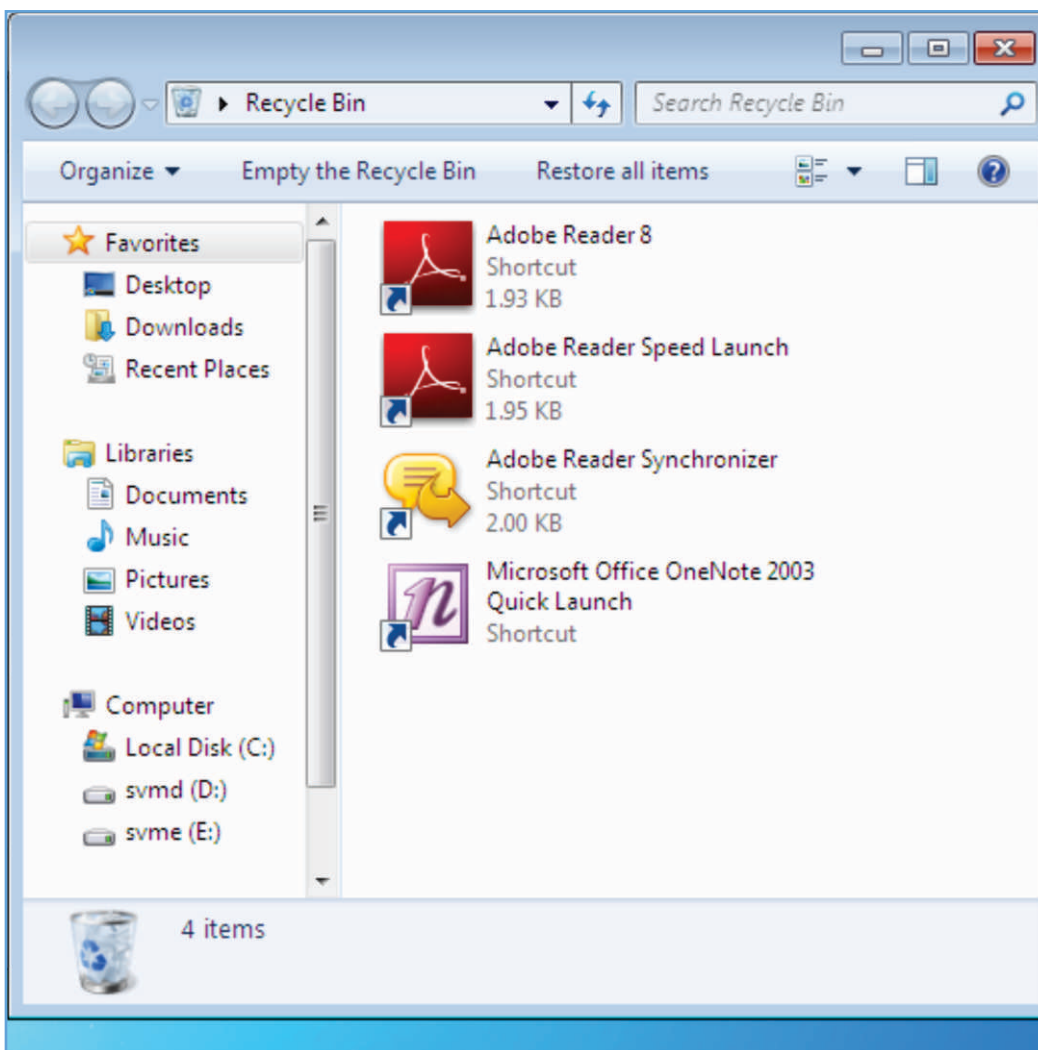 Recycle Bin
Search Recycle Bin
Organize
Empty the Recycle Bin
Restore all items
Favorites
Desktop
Downloads
Recent Places
Libraries
Documents
Music
Pictures
Videos
Computer
Local Disk (C:)
svmd (D:)
svme (E:)
Adobe Reader 8
Shortcut
1.93 KB
Adobe Reader Speed Launch
Shortcut
1.95 KB
Adobe Reader Synchronizer
Shortcut
2.00 KB
Microsoft Office OneNote 2003
Quick Launch
Shortcut
4 items